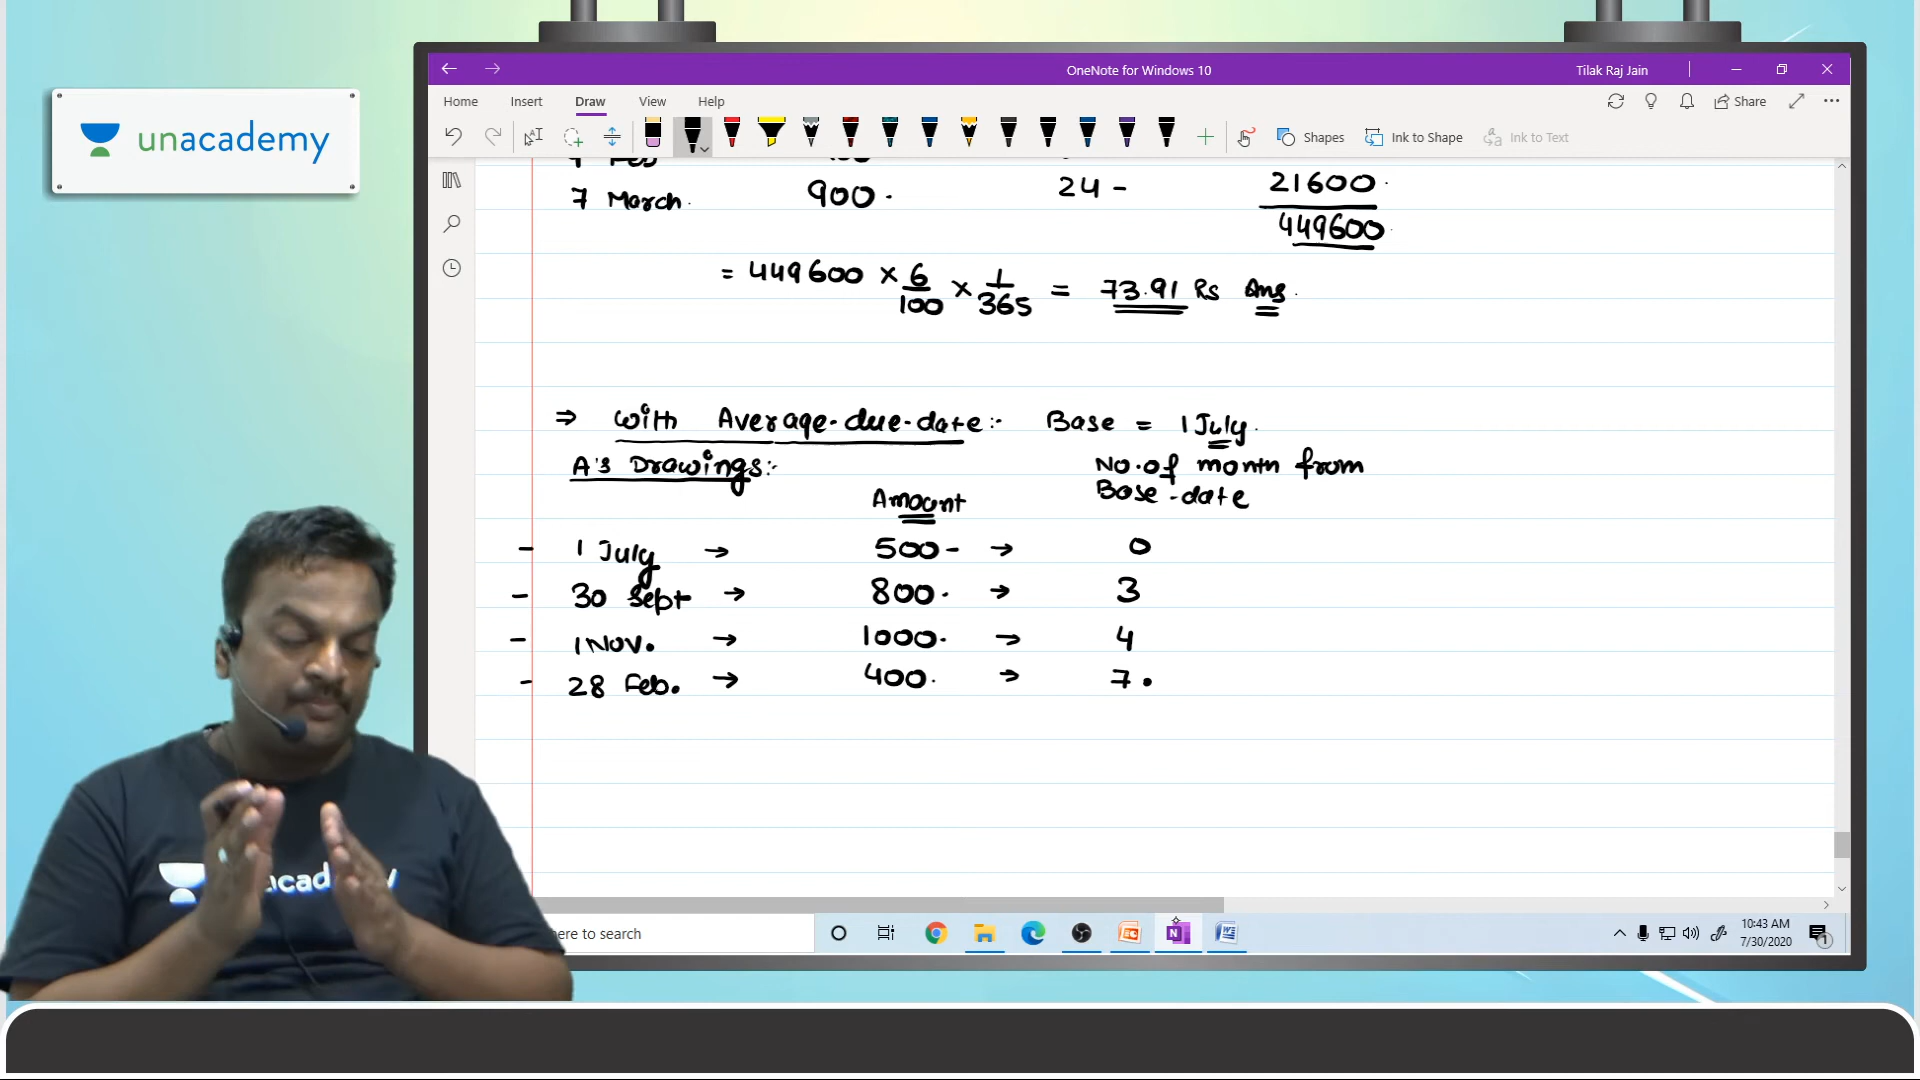 OneNote for Windows 10
Tilak Raj Jain
Home Insert Draw View Help
Share
Shapes Ink to Shape Ink to Text
unacademy
7 March. 900. 24 - 21600.
449600.
= 449600 × 6/100 × 1/365 = 73.91 Rs Ans.
⇒ With Average-due-date:- Base = 1 July.
A's Drawings:- No. of month from
Base-date
Amount
- 1 July → 500- → 0
- 30 Sept → 800. → 3
- 1 Nov. → 1000. → 4
- 28 Feb. → 400. → 7.
here to search
10:43 AM
7/30/2020
1